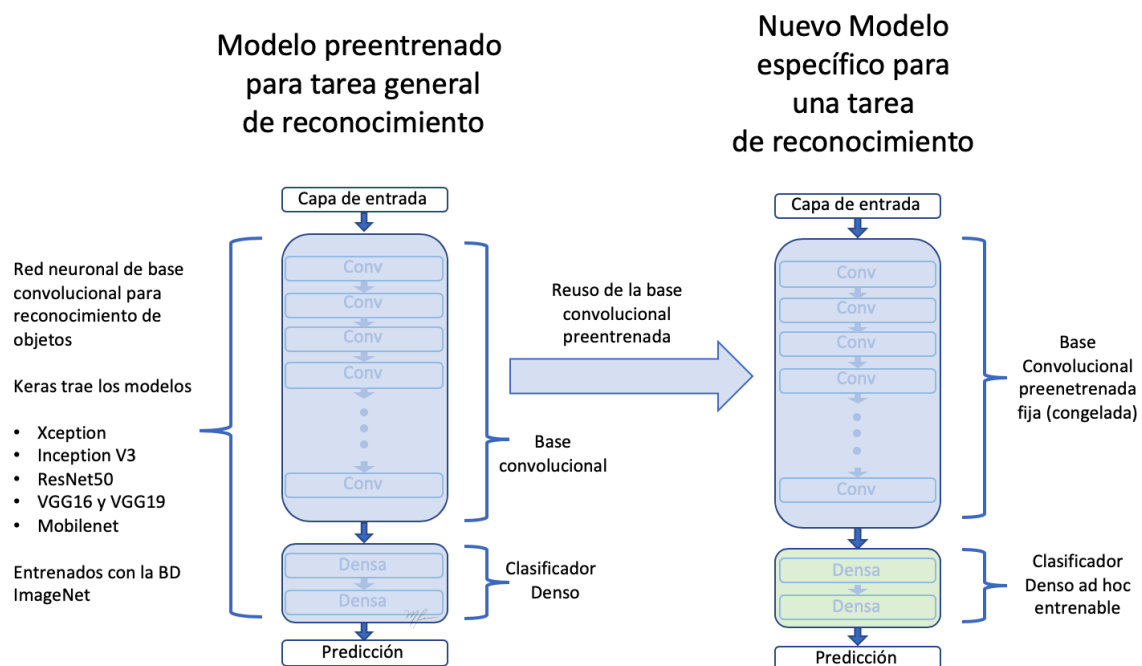 Modelo preentrenado
para tarea general
de reconocimiento
Nuevo Modelo
específico para
una tarea
de reconocimiento
Capa de entrada
Conv
Conv
Conv
Conv
Conv
Densa
Densa
Predicción
Red neuronal de base
convolucional para
reconocimiento de
objetos
Keras trae los modelos
• Xception
• Inception V3
• ResNet50
• VGG16 y VGG19
• Mobilenet
Entrenados con la BD
ImageNet
Base
convolucional
Clasificador
Denso
Reuso de la base
convolucional
preentrenada
Capa de entrada
Conv
Conv
Conv
Conv
Conv
Densa
Densa
Predicción
Base
Convolucional
preenetrenada
fija (congelada)
Clasificador
Denso ad hoc
entrenable